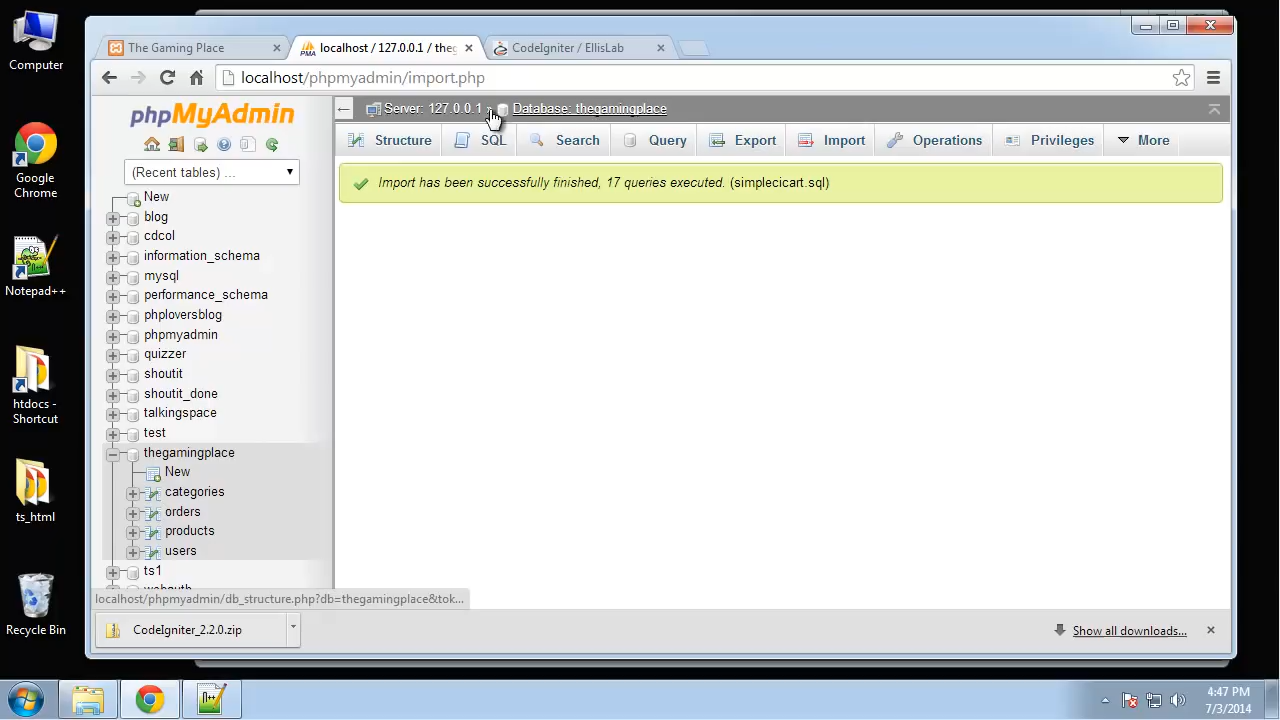 Computer
Google
Chrome
Notepad++
htdocs -
Shortcut
ts_html
Recycle Bin
The Gaming Place
localhost / 127.0.0.1 / theg
CodeIgniter / EllisLab
localhost/phpmyadmin/import.php
phpMyAdmin
(Recent tables) ...
New
blog
cdcol
information_schema
mysql
performance_schema
phploversblog
phpmyadmin
quizzer
shoutit
shoutit_done
talkingspace
test
thegamingplace
New
categories
orders
products
users
ts1
Server: 127.0.0.1 » Database: thegamingplace
Structure SQL Search Query Export Import Operations Privileges More
Import has been successfully finished, 17 queries executed. (simplecicart.sql)
localhost/phpmyadmin/db_structure.php?db=thegamingplace&tok...
CodeIgniter_2.2.0.zip
Show all downloads...
4:47 PM
7/3/2014